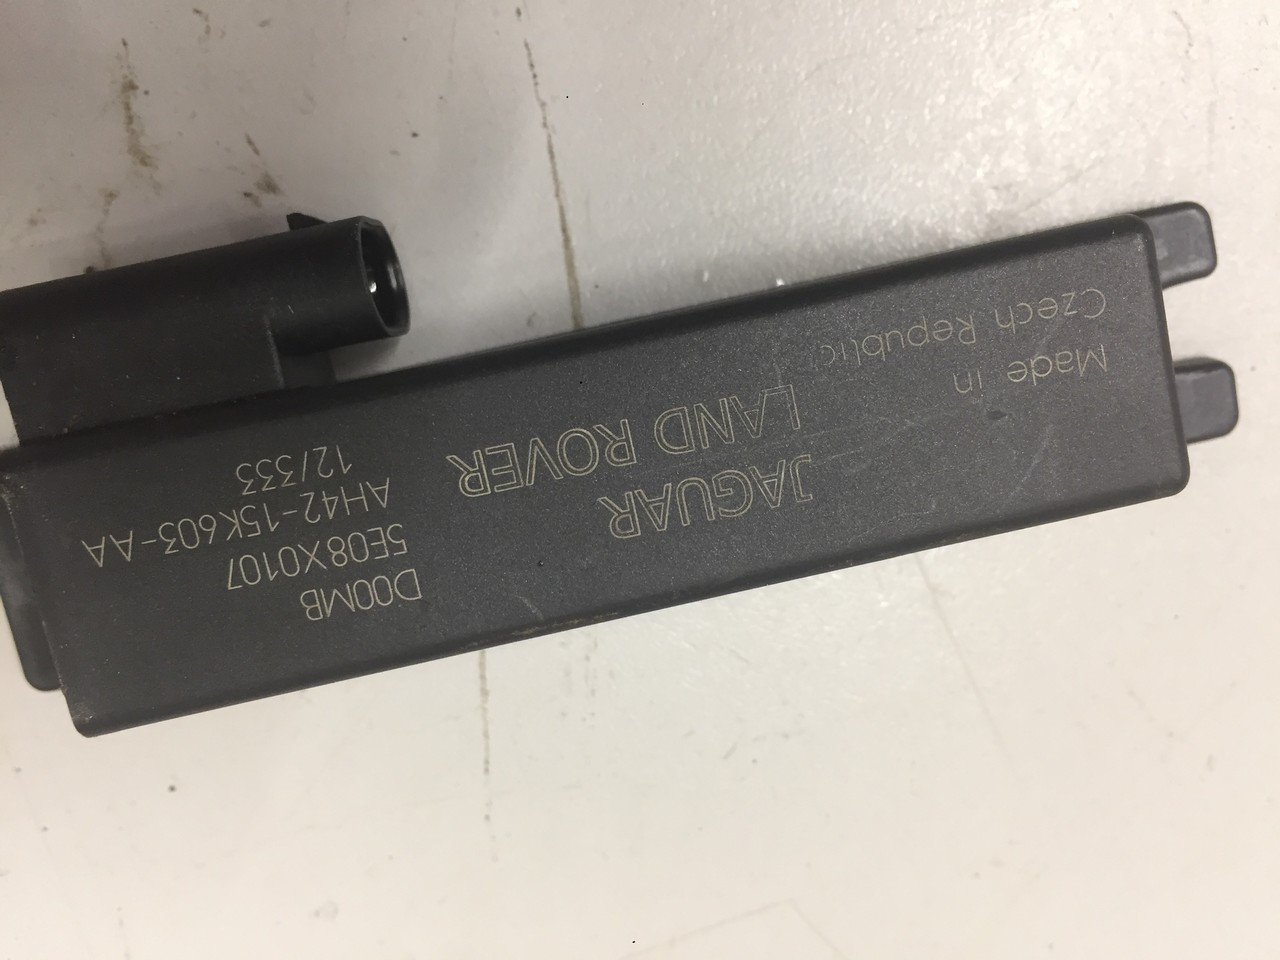 D00MB
5E08X0107
AH42-15K603-AA
12/333
JAGUAR
LAND ROVER
Made in
Czech Republic